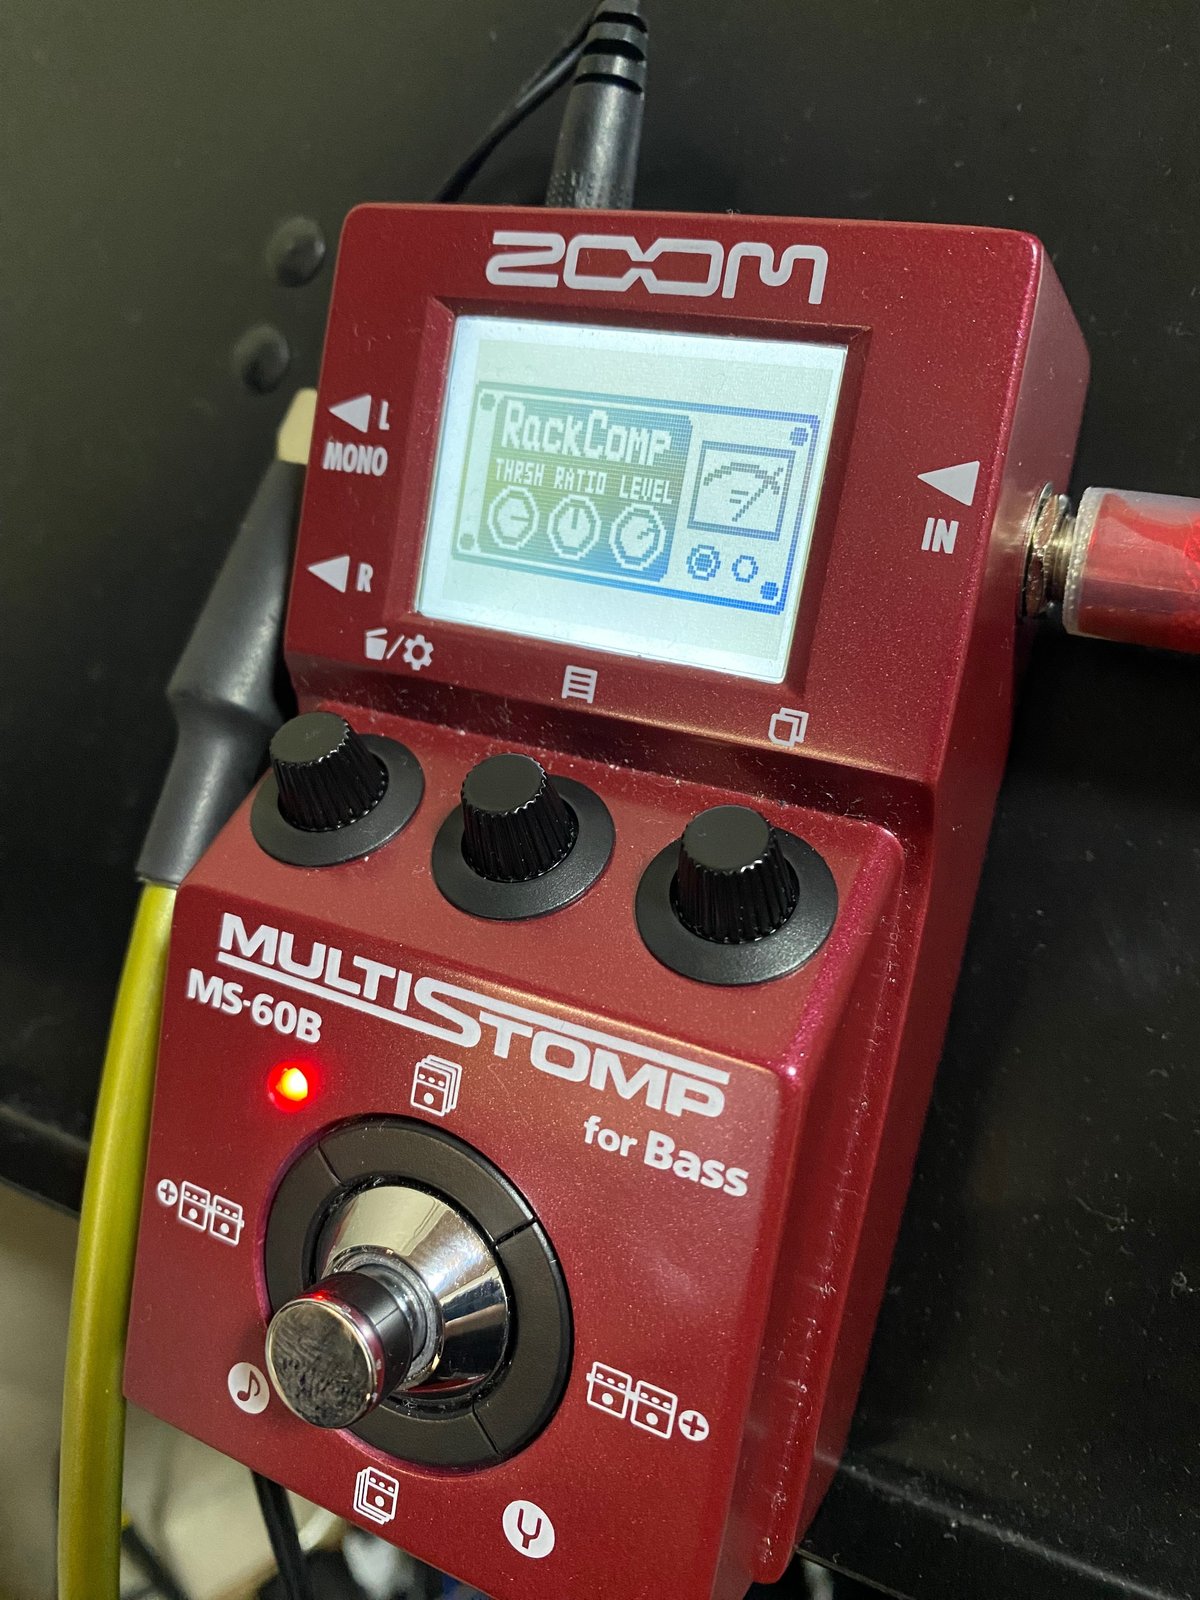 ZOOM
RackComp
THRSH RATIO LEVEL
L
MONO
R
IN
MULTISTOMP
MS-60B
for Bass